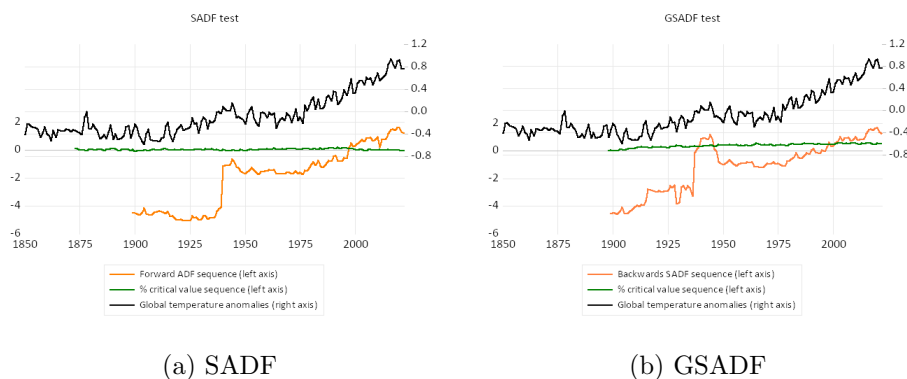 SADF test
1.2
0.8
0.4
0.0
-0.4
-0.8
2
0
-2
-4
-6
1850 1875 1900 1925 1950 1975 2000
Forward ADF sequence (left axis)
% critical value sequence (left axis)
Global temperature anomalies (right axis)
(a) SADF
GSADF test
1.2
0.8
0.4
0.0
-0.4
-0.8
2
0
-2
-4
-6
1850 1875 1900 1925 1950 1975 2000
Backwards SADF sequence (left axis)
% critical value sequence (left axis)
Global temperature anomalies (right axis)
(b) GSADF